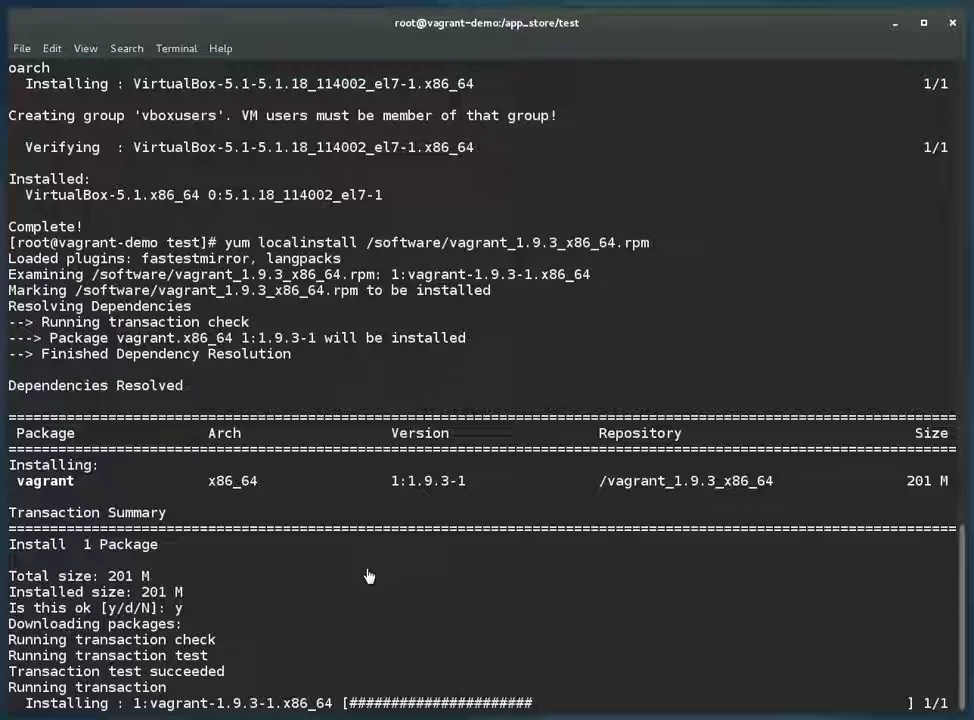 root@vagrant-demo:/app_store/test
File Edit View Search Terminal Help
oarch
  Installing : VirtualBox-5.1-5.1.18_114002_el7-1.x86_64 1/1
Creating group 'vboxusers'. VM users must be member of that group!
  Verifying  : VirtualBox-5.1-5.1.18_114002_el7-1.x86_64 1/1
Installed:
  VirtualBox-5.1.x86_64 0:5.1.18_114002_el7-1
Complete!
[root@vagrant-demo test]# yum localinstall /software/vagrant_1.9.3_x86_64.rpm
Loaded plugins: fastestmirror, langpacks
Examining /software/vagrant_1.9.3_x86_64.rpm: 1:vagrant-1.9.3-1.x86_64
Marking /software/vagrant_1.9.3_x86_64.rpm to be installed
Resolving Dependencies
--> Running transaction check
---> Package vagrant.x86_64 1:1.9.3-1 will be installed
--> Finished Dependency Resolution
Dependencies Resolved
================================================================================
Package Arch Version Repository Size
================================================================================
Installing:
vagrant x86_64 1:1.9.3-1 /vagrant_1.9.3_x86_64 201 M
Transaction Summary
================================================================================
Install  1 Package
Total size: 201 M
Installed size: 201 M
Is this ok [y/d/N]: y
Downloading packages:
Running transaction check
Running transaction test
Transaction test succeeded
Running transaction
  Installing : 1:vagrant-1.9.3-1.x86_64 [###################### ] 1/1